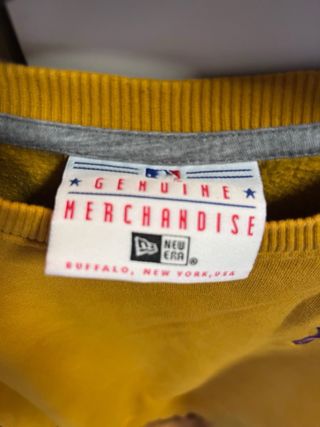 ★ GENUINE ★
MERCHANDISE
NEW ERA®
BUFFALO, NEW YORK, USA